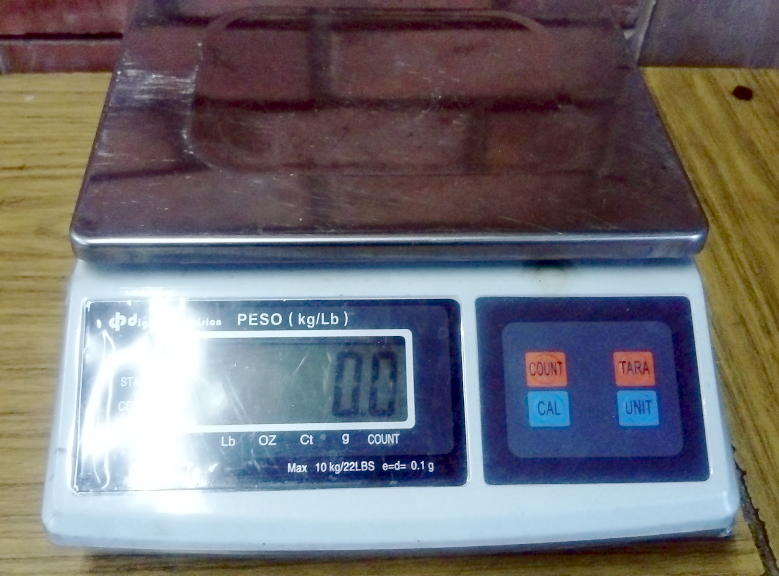 PESO ( kg/Lb )
0.0
Lb OZ Ct g COUNT
Max 10 kg/22LBS e=d= 0.1 g
COUNT TARA
CAL UNIT